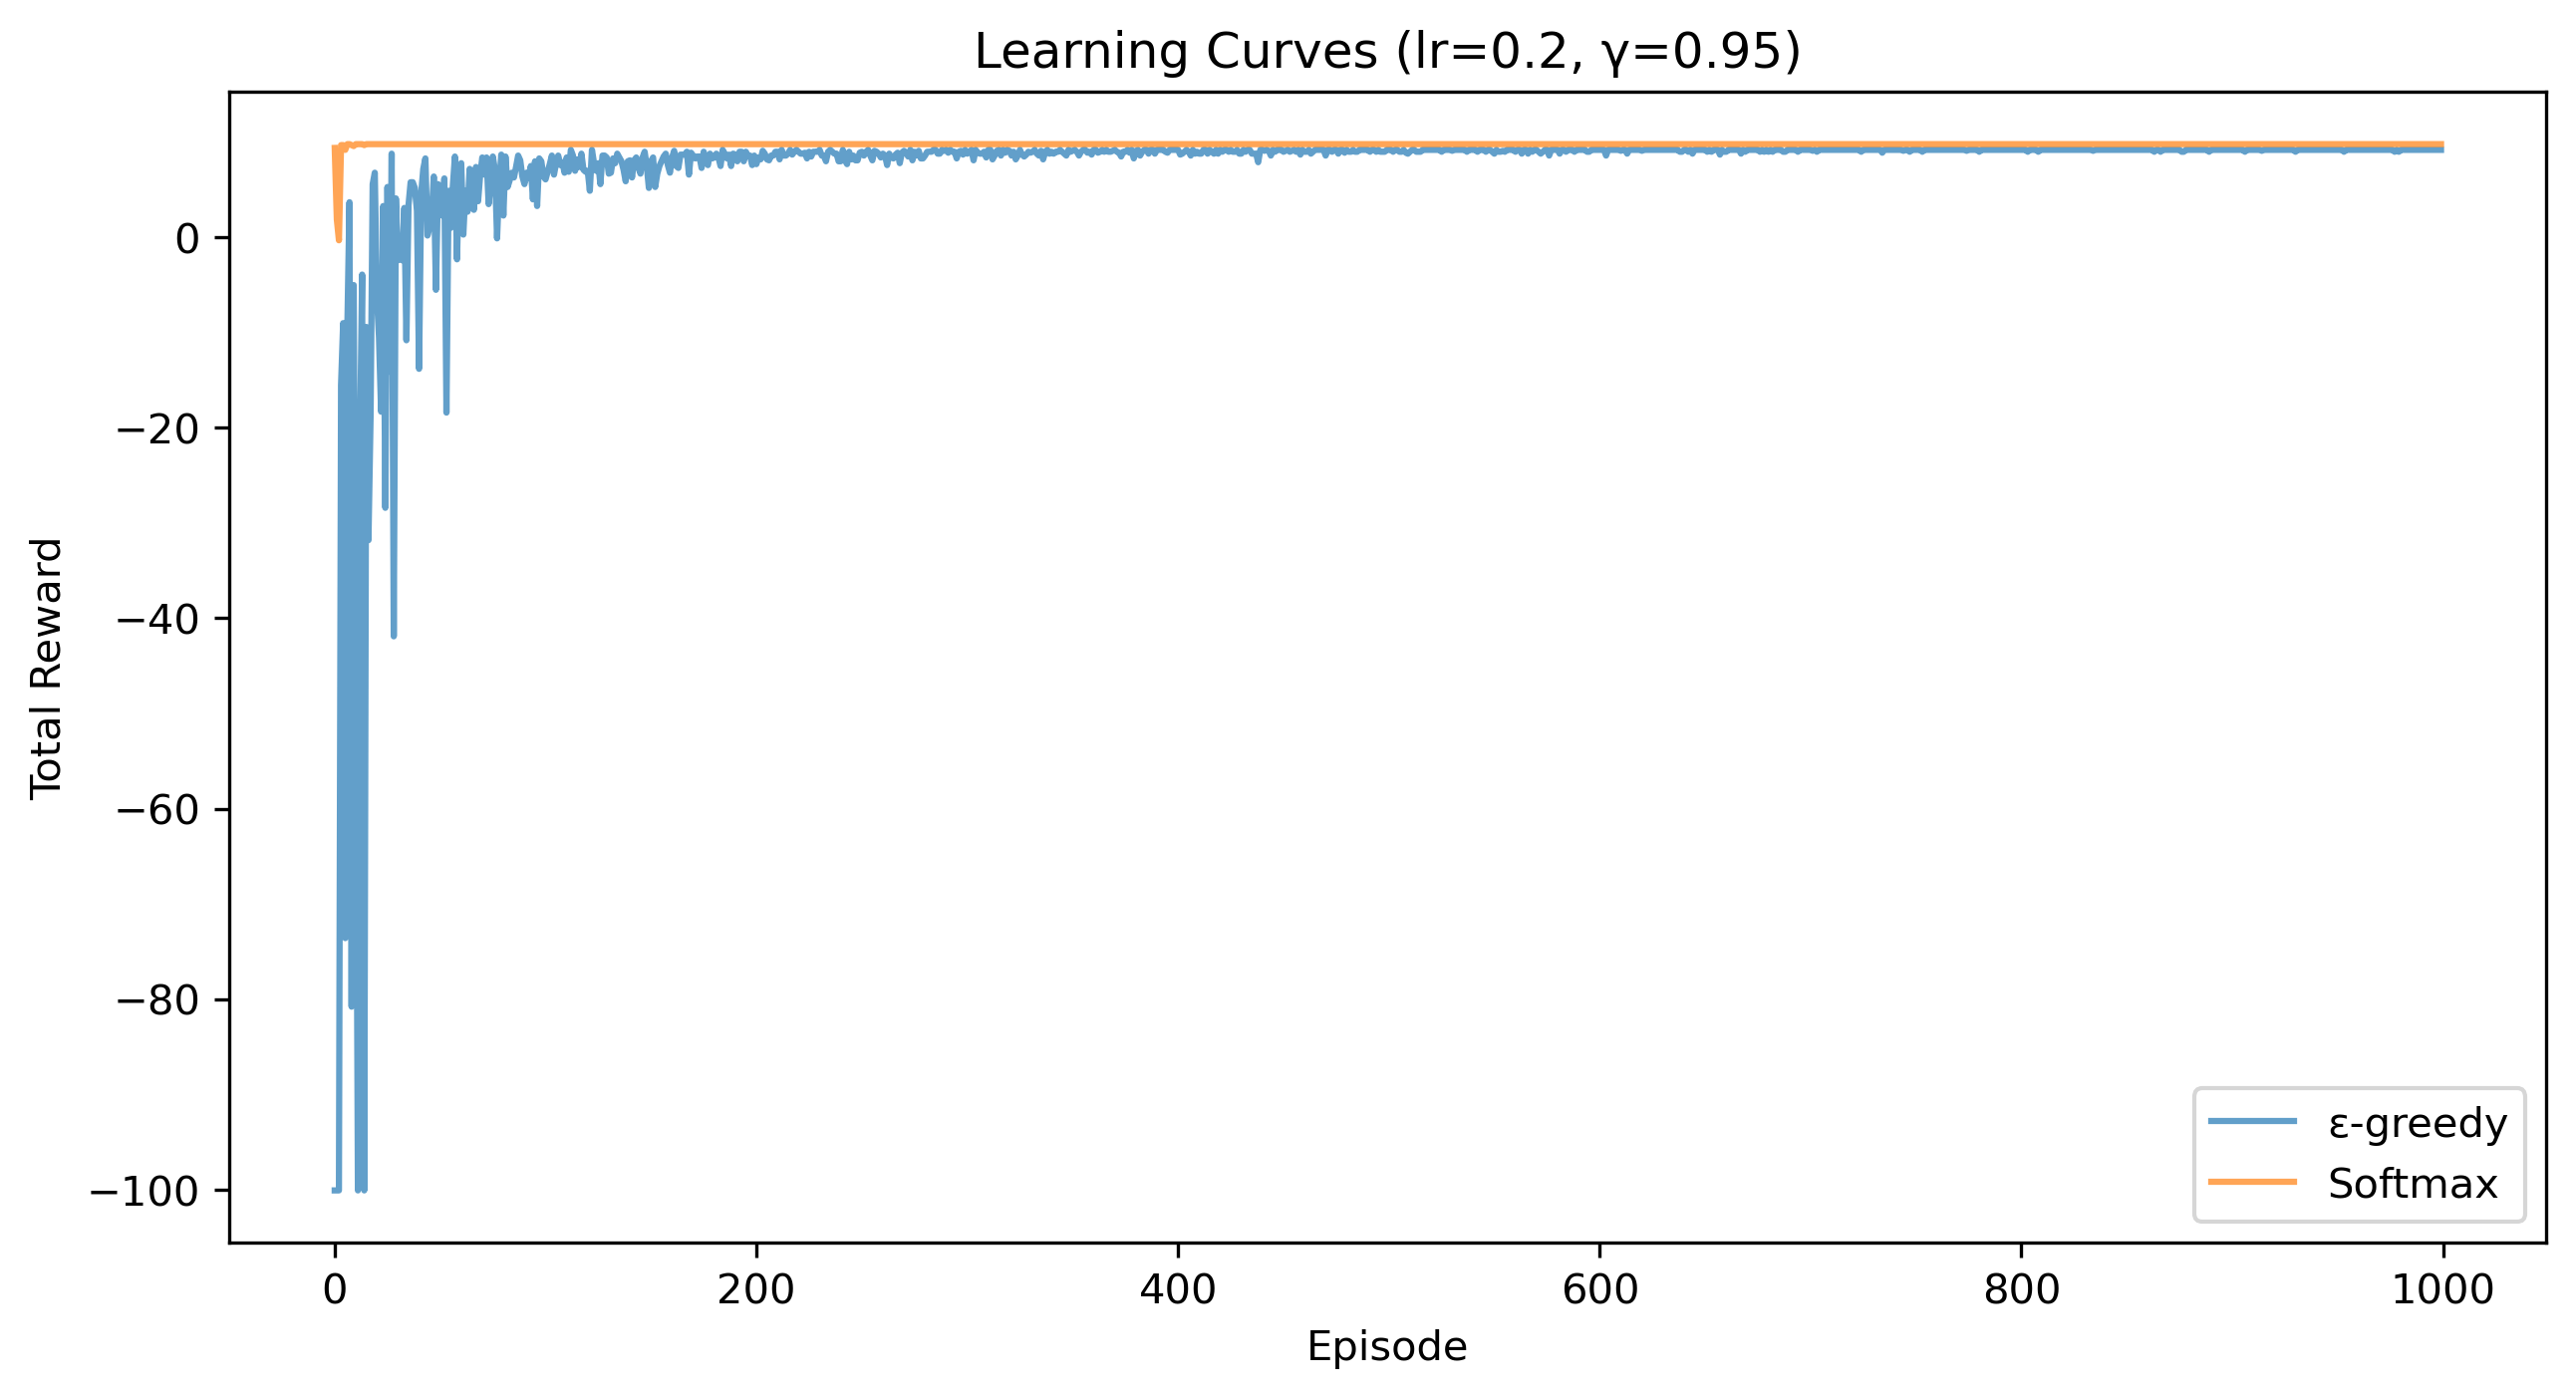 Learning Curves (lr=0.2, γ=0.95)
Total Reward
0
−20
−40
−60
−80
−100
0
200
400
600
800
1000
Episode
ε-greedy
Softmax